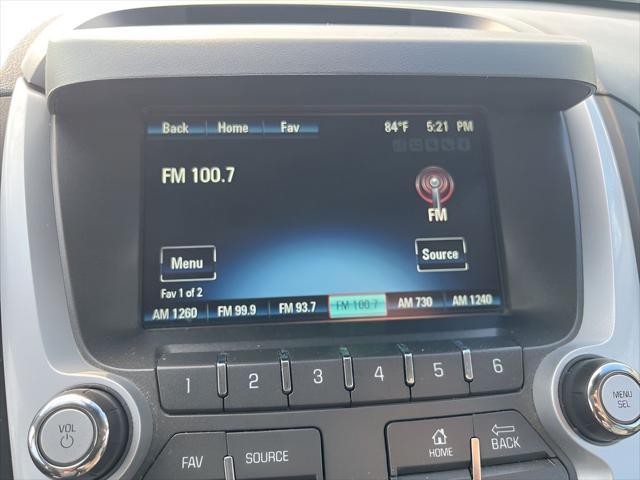 Back Home Fav 84°F 5:21 PM
FM 100.7
FM
Menu
Source
Fav 1 of 2
AM 1260 FM 99.9 FM 93.7 FM 100.7 AM 730 AM 1240
1 2 3 4 5 6
VOL
MENU
SEL
FAV SOURCE HOME BACK